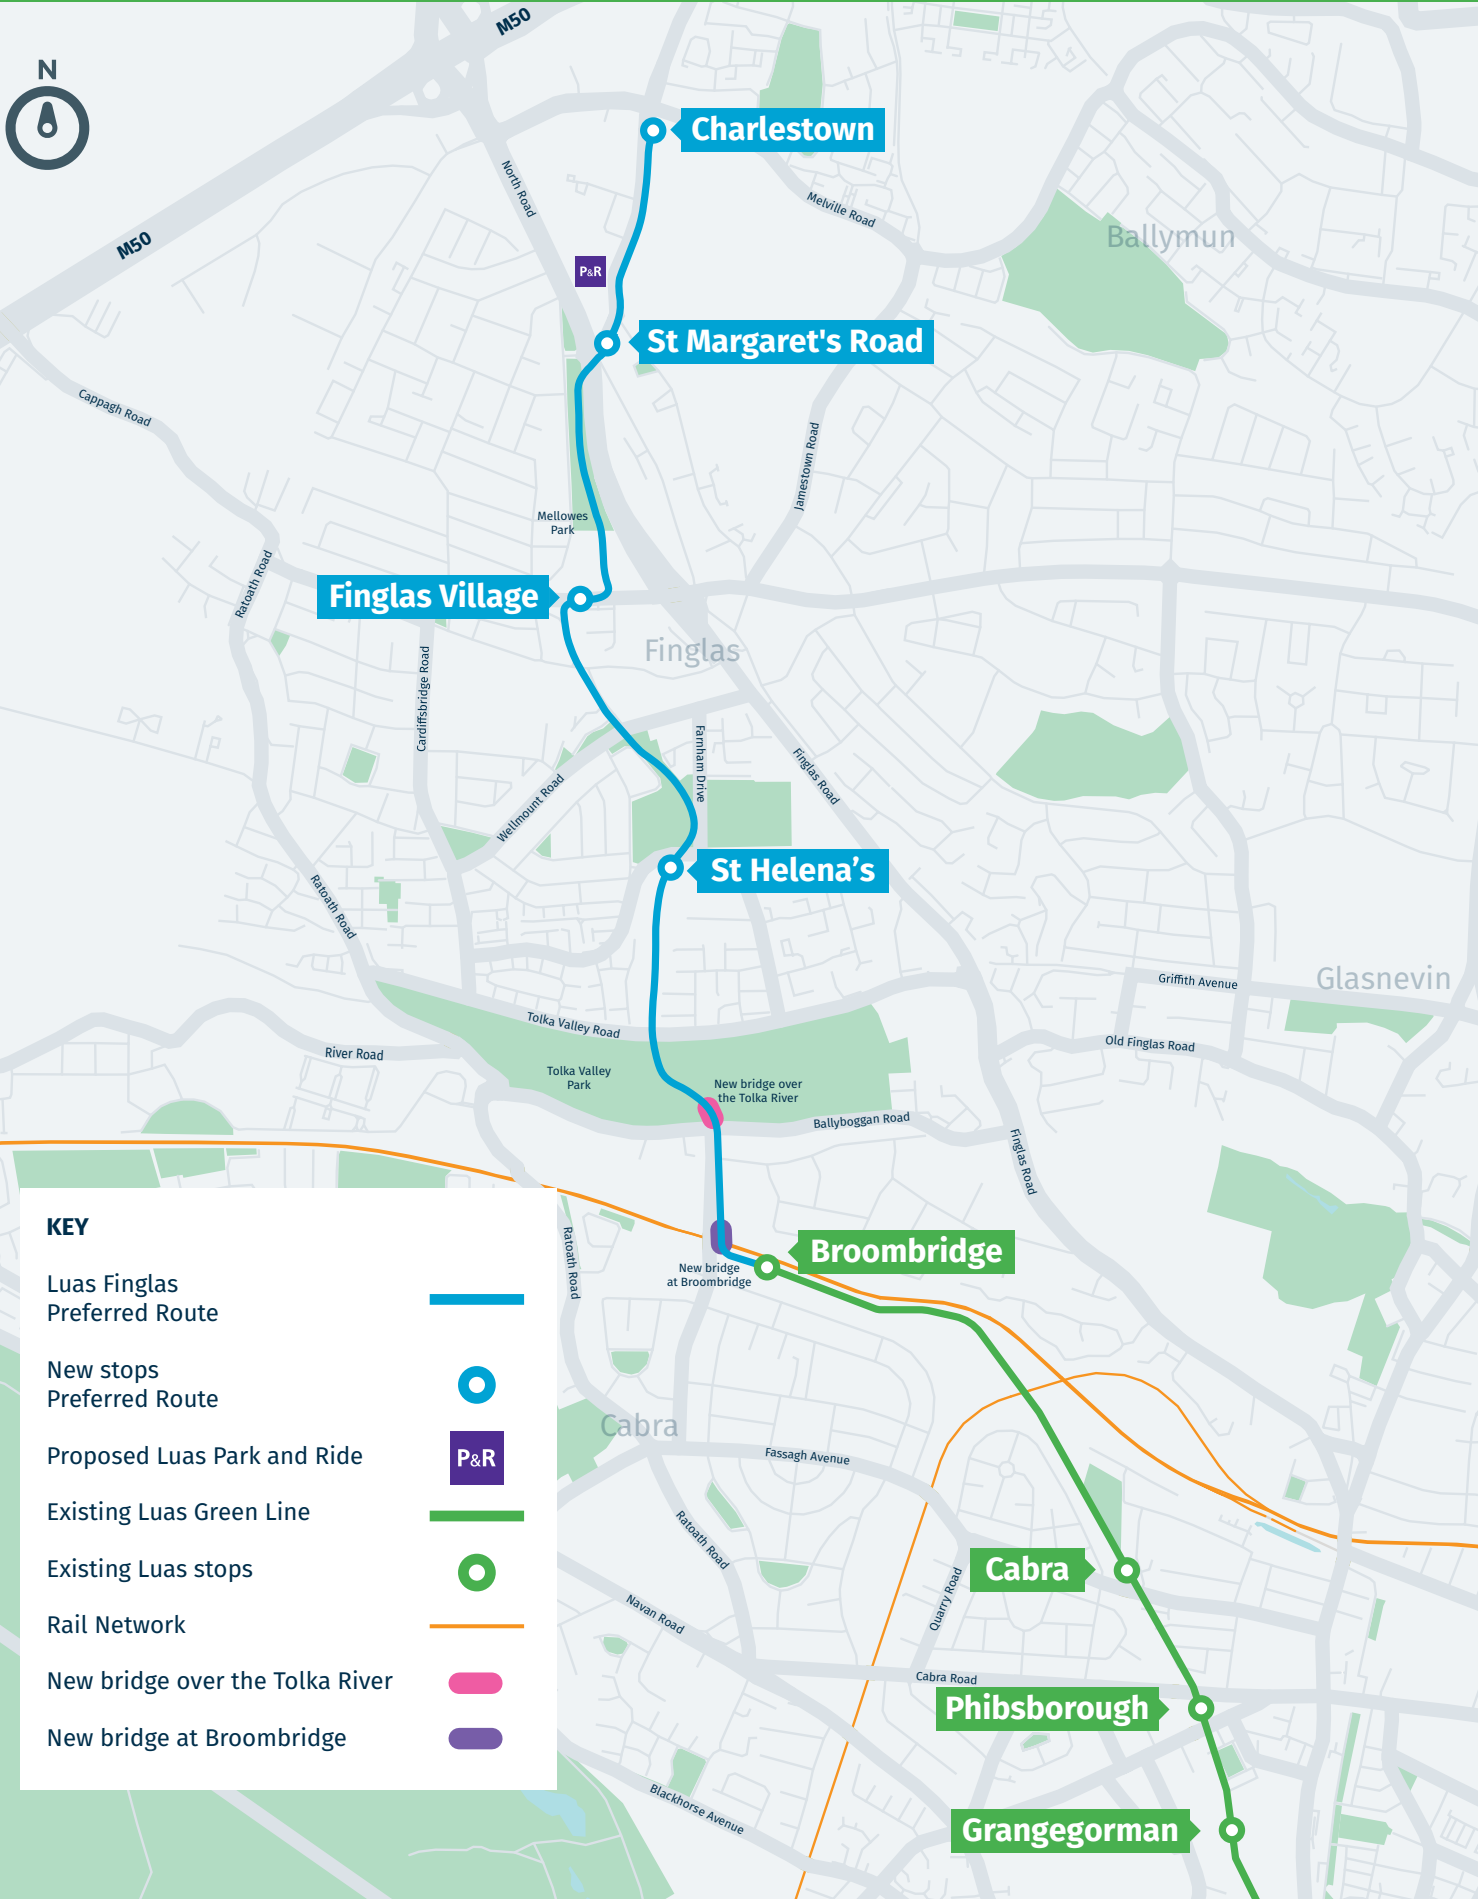 M50
N
Charlestown
North Road
Melville Road
M50
Ballymun
P&R
St Margaret's Road
Cappagh Road
Jamestown Road
Mellowes
Park
Ratoath Road
Finglas Village
Finglas
Cardiffsbridge Road
Farnham Drive
Finglas Road
Wellmount Road
St Helena’s
Ratoath Road
Griffith Avenue
Glasnevin
Tolka Valley Road
River Road
Old Finglas Road
Tolka Valley
Park
New bridge over
the Tolka River
Ballyboggan Road
Finglas Road
Ratoath Road
Broombridge
New bridge
at Broombridge
Cabra
Fassagh Avenue
Ratoath Road
Cabra
Quarry Road
Navan Road
Cabra Road
Phibsborough
Blackhorse Avenue
Grangegorman
KEY
Luas Finglas
Preferred Route
New stops
Preferred Route
Proposed Luas Park and Ride
P&R
Existing Luas Green Line
Existing Luas stops
Rail Network
New bridge over the Tolka River
New bridge at Broombridge